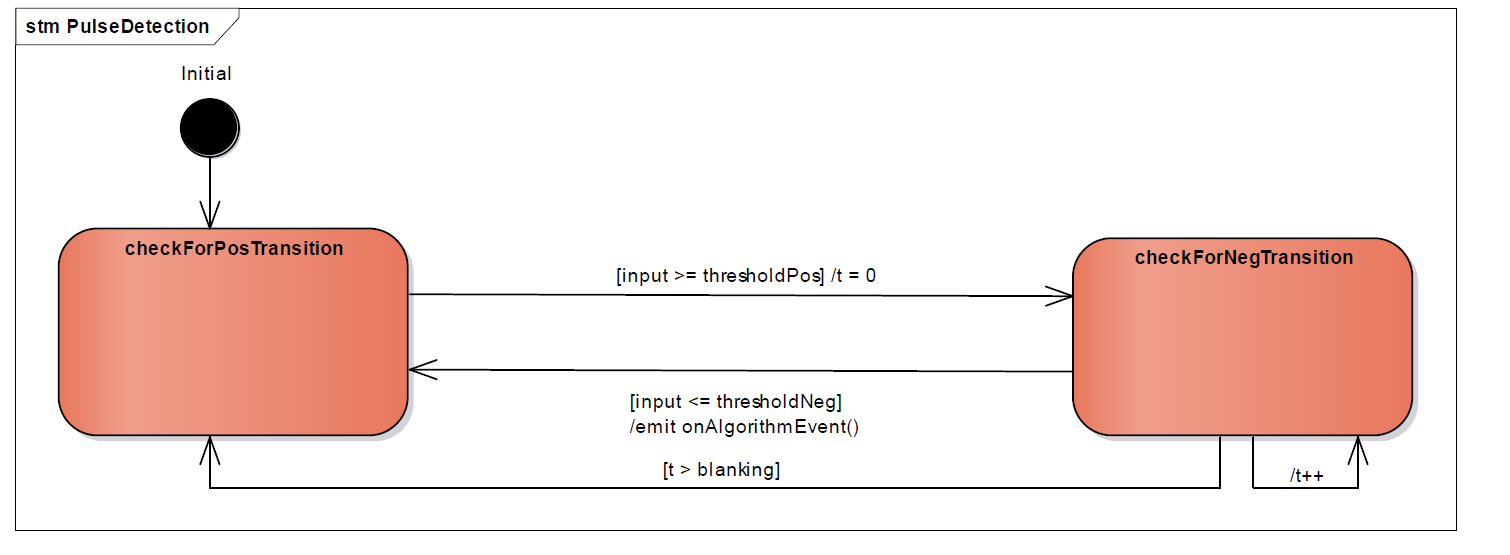 stm PulseDetection
Initial
checkForPosTransition
checkForNegTransition
[input >= thresholdPos] /t = 0
[input <= thresholdNeg]
/emit onAlgorithmEvent()
[t > blanking]
/t++